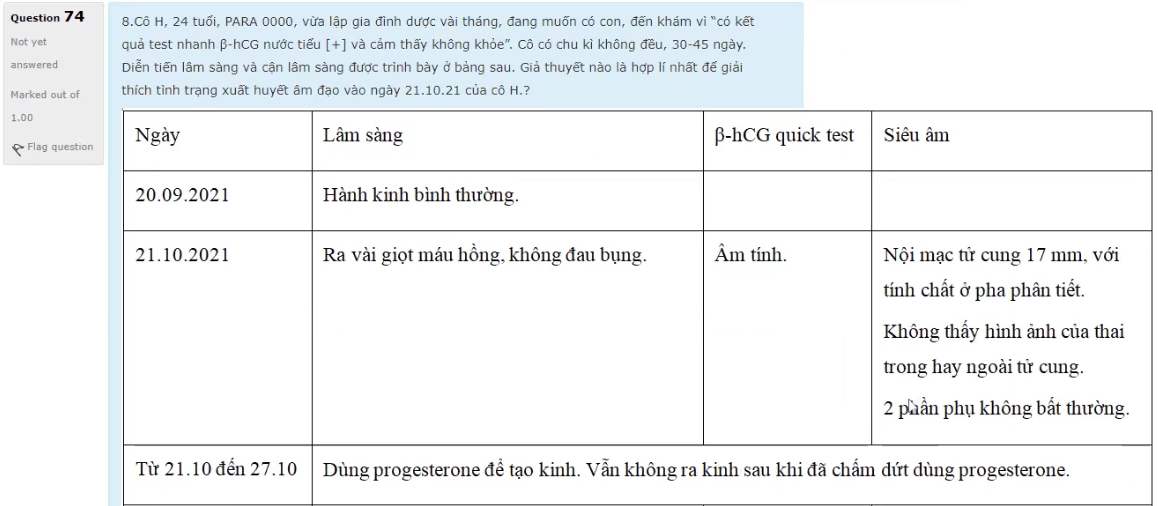 Question 74
Not yet
answered
Marked out of
1.00
Flag question
8.Cô H, 24 tuổi, PARA 0000, vừa lập gia đình dược vài tháng, đang muốn có con, đến khám vì "có kết
quả test nhanh β-hCG nước tiểu [+] và cảm thấy không khỏe". Cô có chu kì không đều, 30-45 ngày.
Diễn tiến lâm sàng và cận lâm sàng được trình bày ở bảng sau. Giả thuyết nào là hợp lí nhất để giải
thích tình trạng xuất huyết âm đạo vào ngày 21.10.21 của cô H.?
Ngày Lâm sàng β-hCG quick test Siêu âm
20.09.2021 Hành kinh bình thường.
21.10.2021 Ra vài giọt máu hồng, không đau bụng. Âm tính. Nội mạc tử cung 17 mm, với
tính chất ở pha phân tiết.
Không thấy hình ảnh của thai
trong hay ngoài tử cung.
2 phần phụ không bất thường.
Từ 21.10 đến 27.10 Dùng progesterone để tạo kinh. Vẫn không ra kinh sau khi đã chấm dứt dùng progesterone.